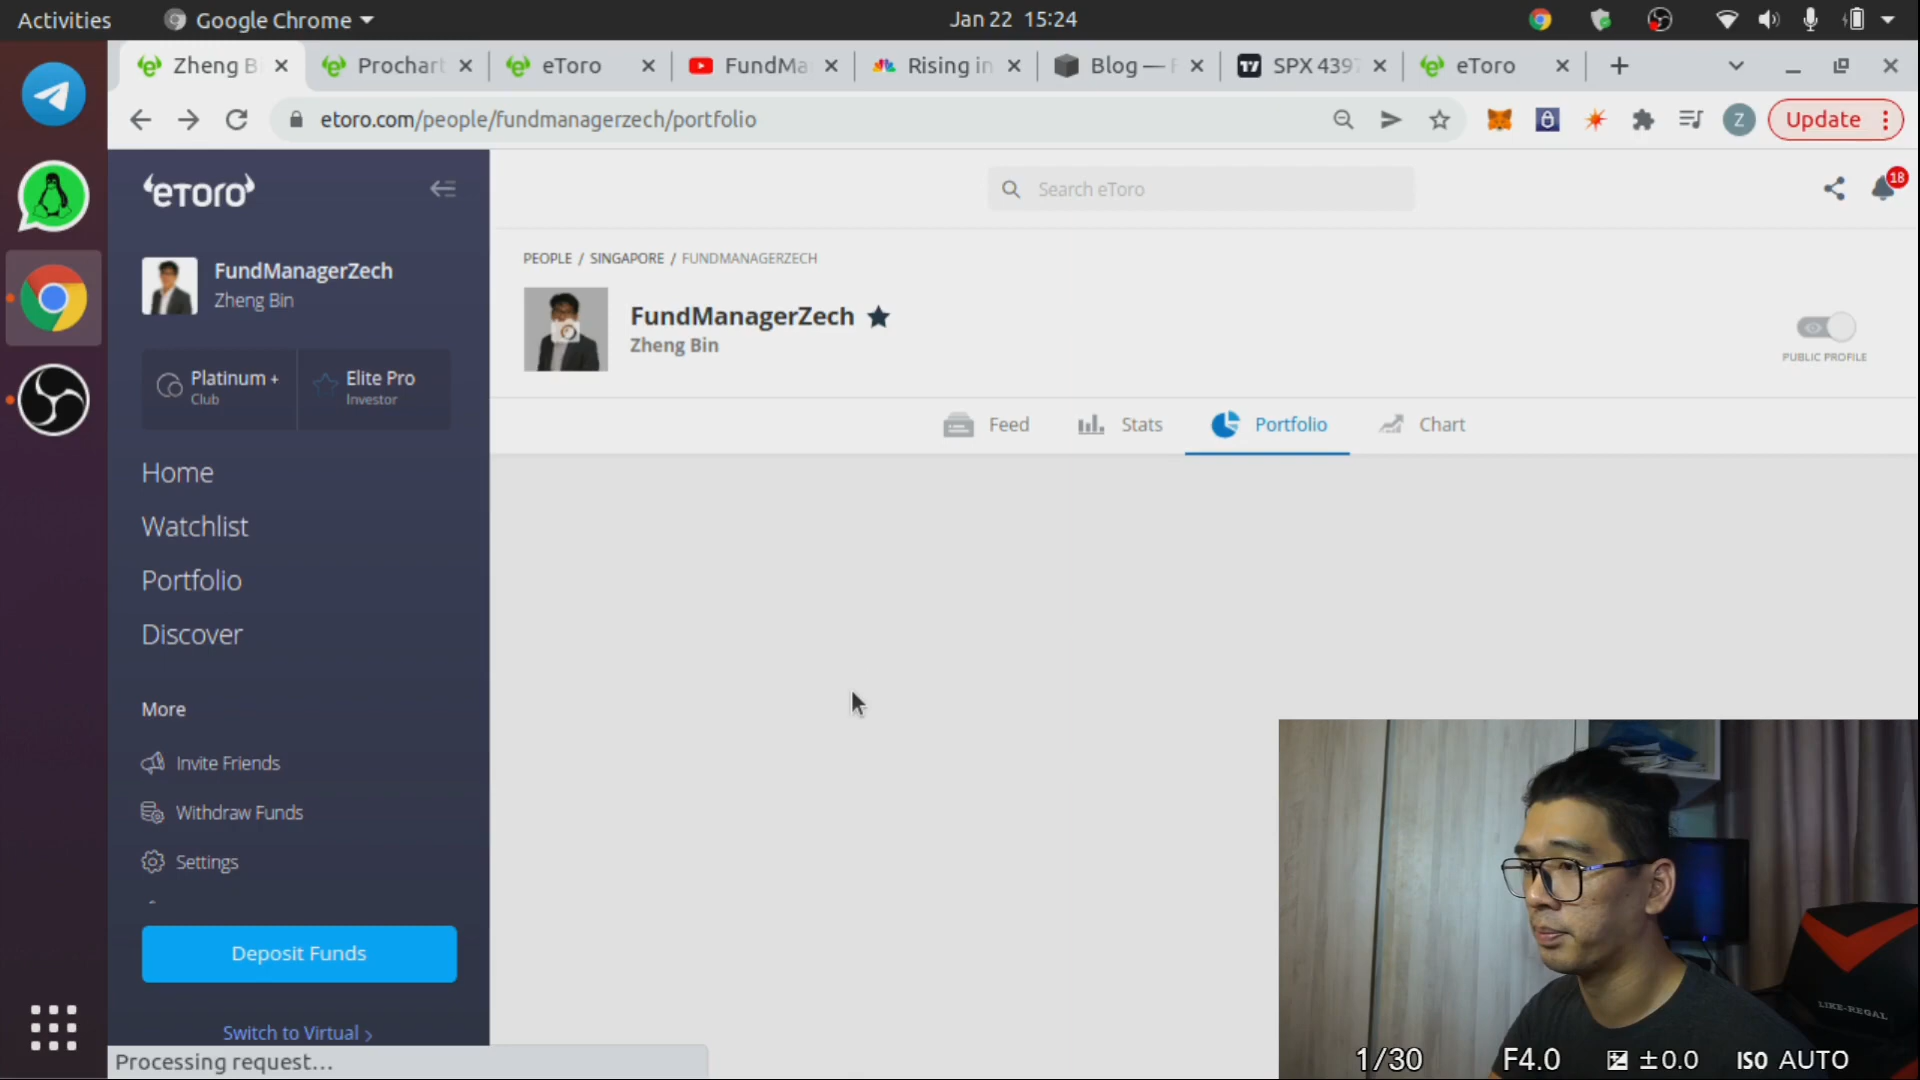 Activities
Google Chrome
Jan 22 15:24
Zheng B
Prochart
eToro
FundMa
Rising in
Blog — F
SPX 4397
eToro
etoro.com/people/fundmanagerzech/portfolio
Z
Update
eToro
Search eToro
18
FundManagerZech
Zheng Bin
PEOPLE / SINGAPORE / FUNDMANAGERZECH
FundManagerZech
Zheng Bin
PUBLIC PROFILE
Platinum +
Club
Elite Pro
Investor
Feed
Stats
Portfolio
Chart
Home
Watchlist
Portfolio
Discover
More
Invite Friends
Withdraw Funds
Settings
Deposit Funds
Switch to Virtual
Processing request...
LIKE-REGAL
1/30 F4.0 ±0.0 ISO AUTO